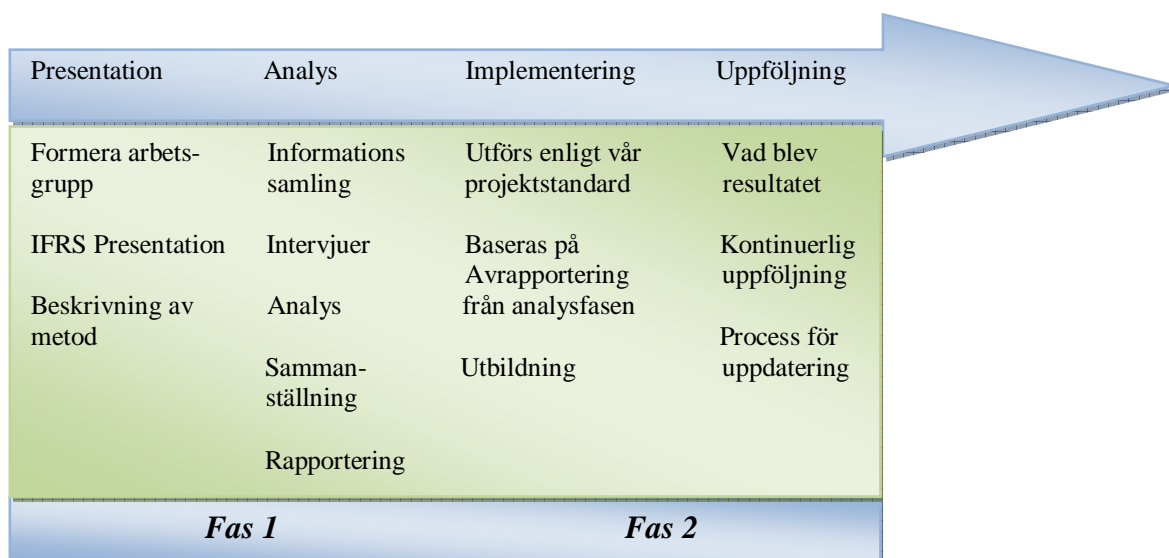 Presentation
Analys
Implementering
Uppföljning
Formera arbets-
grupp
IFRS Presentation
Beskrivning av
metod
Informations
samling
Intervjuer
Analys
Samman-
ställning
Rapportering
Utförs enligt vår
projektstandard
Baseras på
Avrapportering
från analysfasen
Utbildning
Vad blev
resultatet
Kontinuerlig
uppföljning
Process för
uppdatering
Fas 1
Fas 2